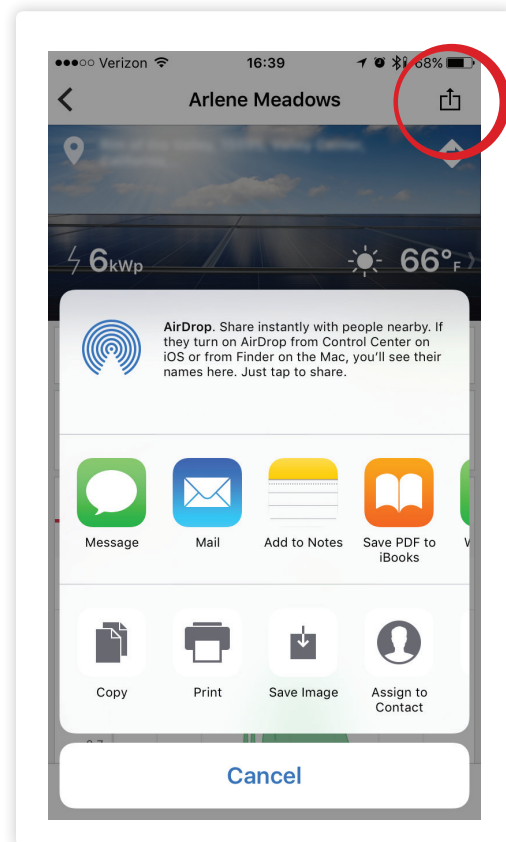 Verizon 16:39 68%
Arlene Meadows
6kWp 66°F
AirDrop. Share instantly with people nearby. If
they turn on AirDrop from Control Center on
iOS or from Finder on the Mac, you’ll see their
names here. Just tap to share.
Message Mail Add to Notes Save PDF to
iBooks
Copy Print Save Image Assign to
Contact
Cancel